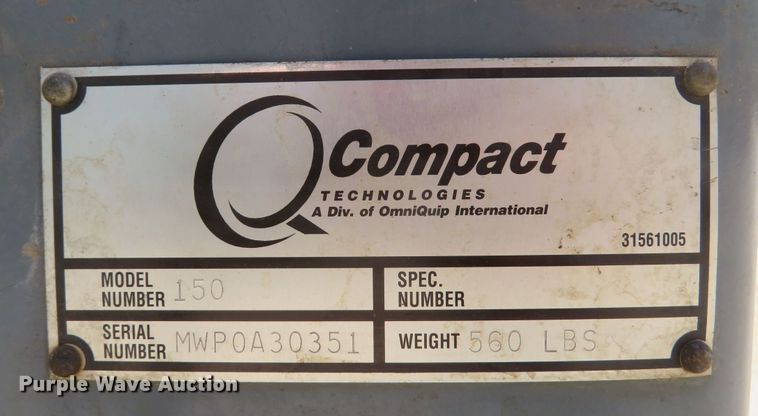 Compact
TECHNOLOGIES
A Div. of OmniQuip International
31561005
MODEL NUMBER 150
SPEC. NUMBER
SERIAL NUMBER MWP0A30351
WEIGHT 560 LBS
Purple Wave Auction